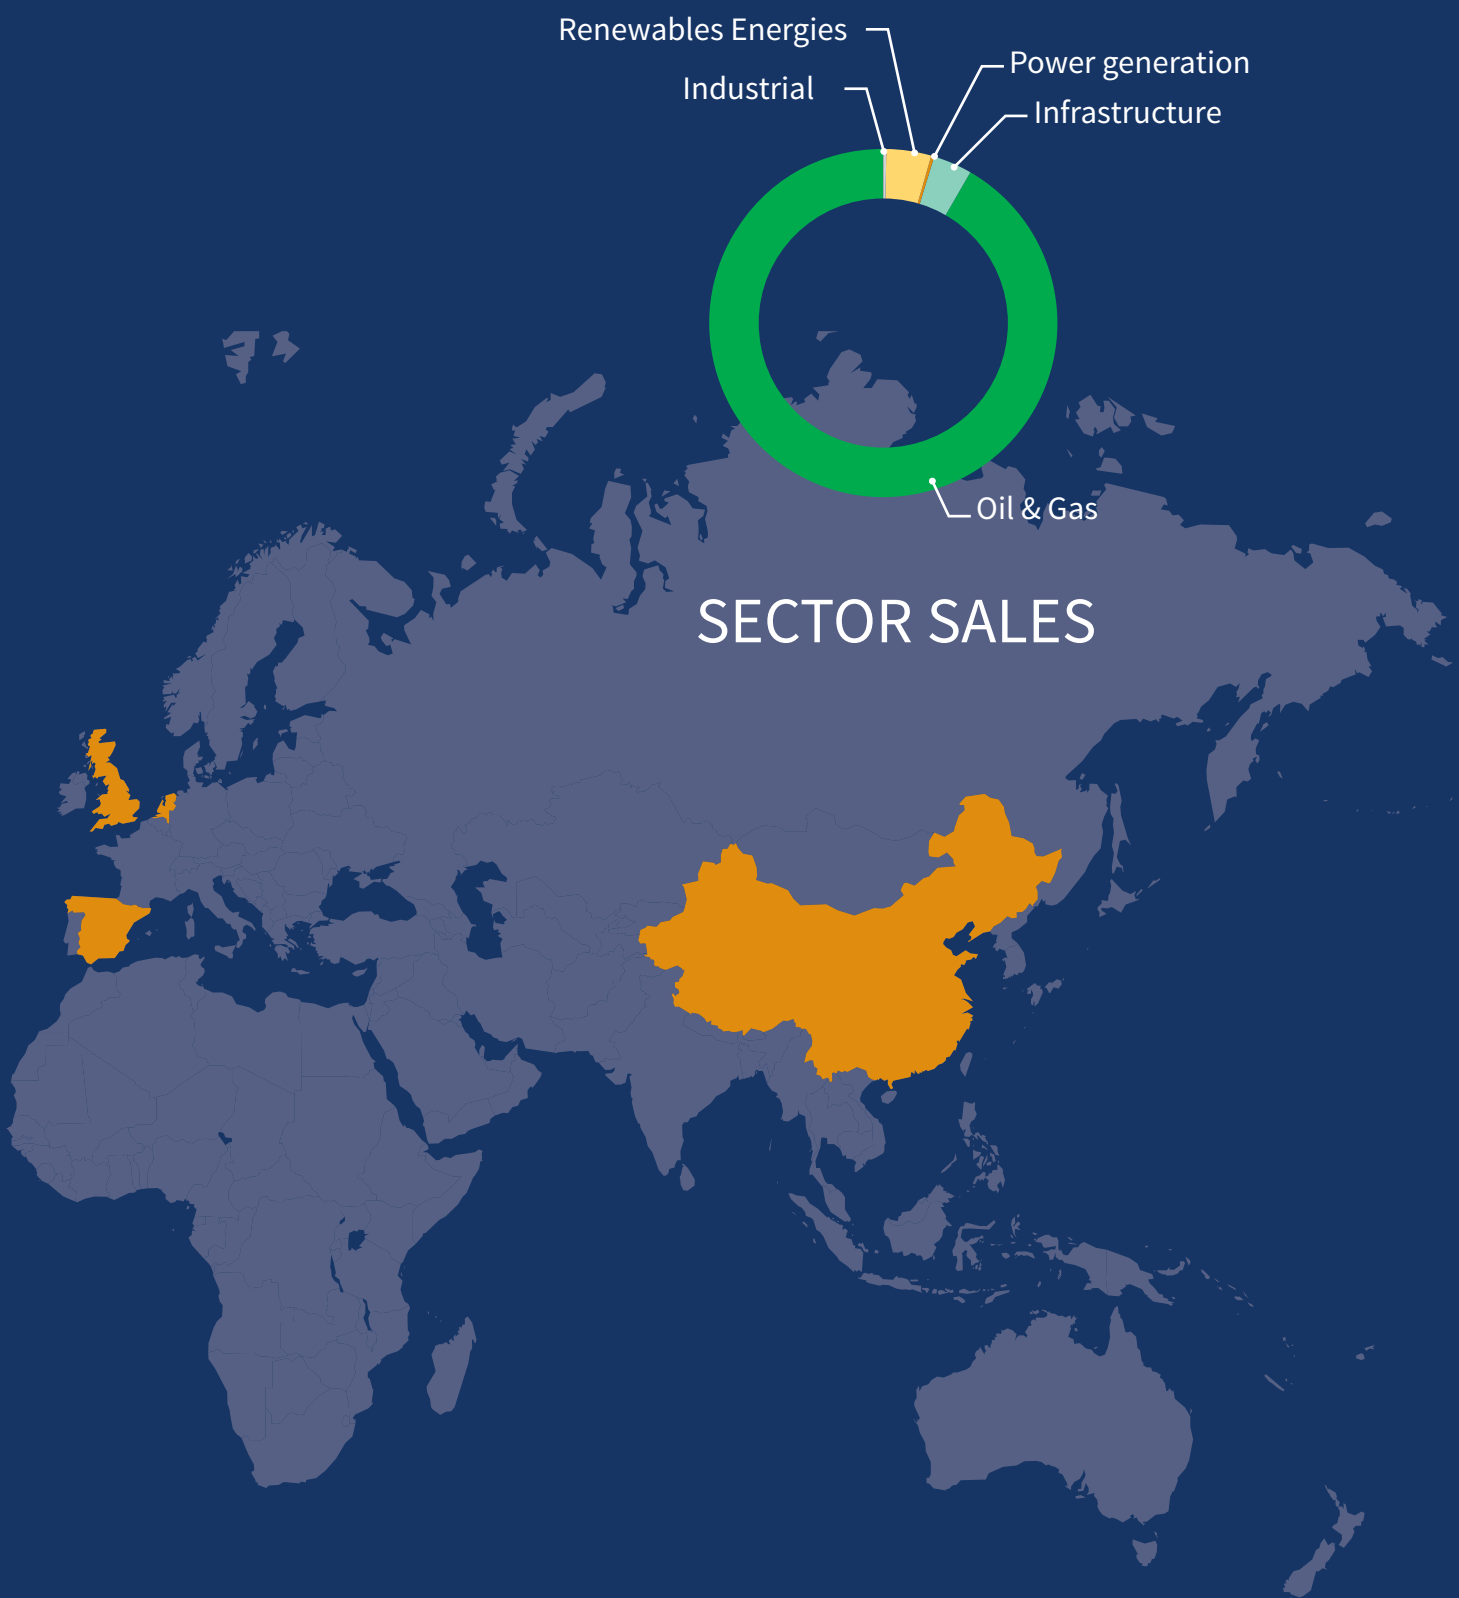 Renewables Energies
Power generation
Industrial
Infrastructure
Oil & Gas
SECTOR SALES